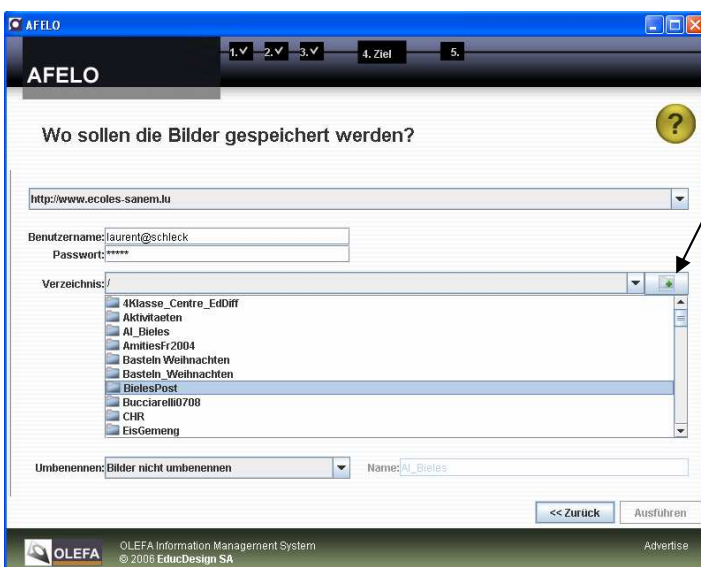 AFELO
1. 2. 3. 4. Ziel 5.
AFELO
Wo sollen die Bilder gespeichert werden?
?
http://www.ecoles-sanem.lu
Benutzername: laurent@schleck
Passwort: *****
Verzeichnis: /
4Klasse_Centre_EdDiff
Aktivitaeten
Al_Bieles
AmitiesFr2004
Basteln Weihnachten
Basteln_Weihnachten
BielesPost
Bucciarelli0708
CHR
EisGemeng
Umbenennen: Bilder nicht umbenennen Name: Al_Bieles
<< Zurück Ausführen
OLEFA OLEFA Information Management System Advertise
© 2006 EducDesign SA